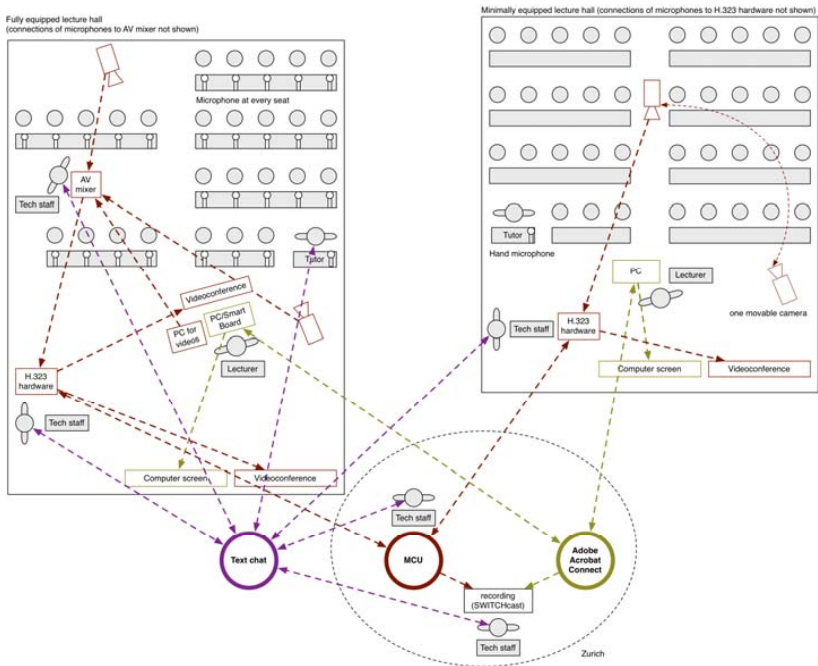 Fully equipped lecture hall
(connections of microphones to AV mixer not shown)
Microphone at every seat
AV
mixer
Tech staff
Tutor
Videoconference
PC/Smart
Board
PC for
videos
Lecturer
H.323
hardware
Tech staff
Computer screen
Videoconference
Minimally equipped lecture hall (connections of microphones to H.323 hardware not shown)
Tutor
Hand microphone
PC
Lecturer
one movable camera
Tech staff
H.323
hardware
Computer screen
Videoconference
Tech staff
Text chat
MCU
Adobe
Acrobat
Connect
recording
(SWITCHcast)
Tech staff
Zurich